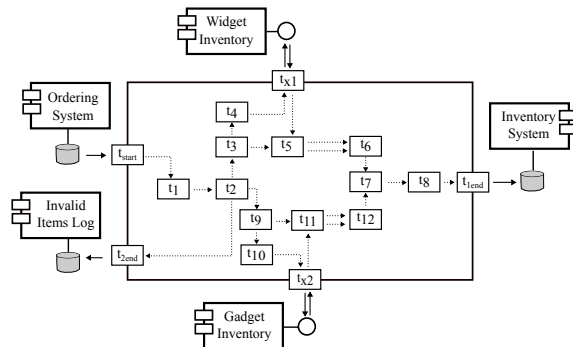 Widget
Inventory
tx1
Ordering
System
t4
Inventory
System
tstart
t3
t5
t6
t1
t2
t7
t8
t1end
Invalid
Items Log
t9
t11
t12
t2end
t10
tx2
Gadget
Inventory